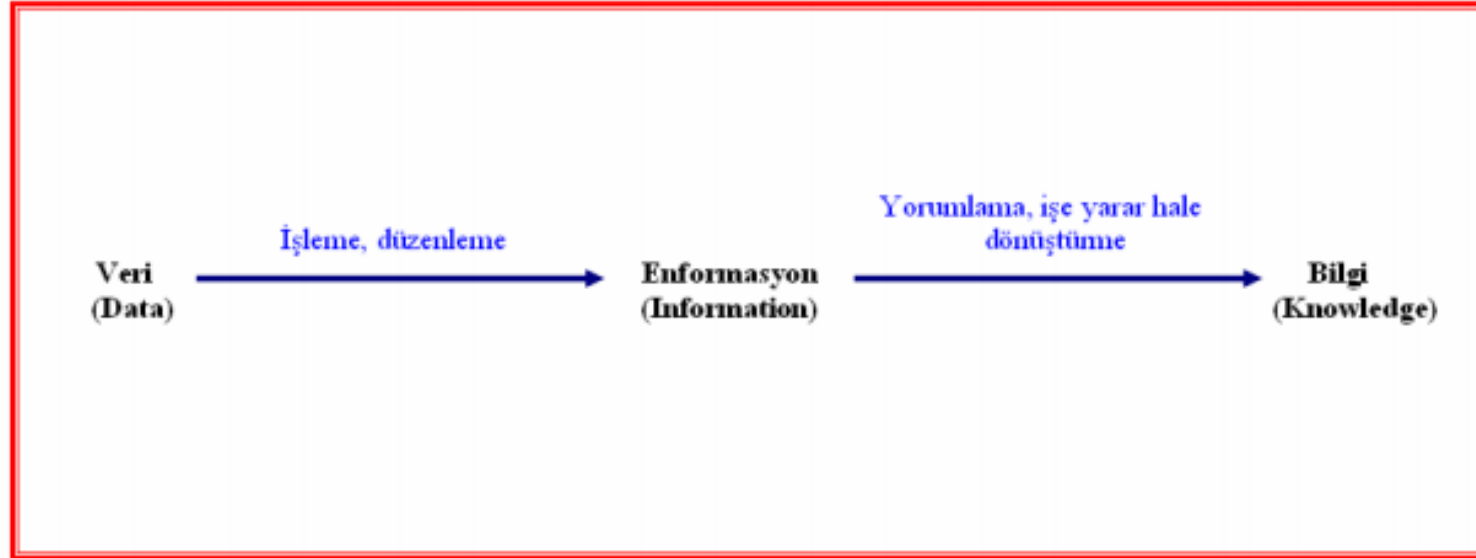 İşleme, düzenleme
Yorumlama, işe yarar hale
dönüştürme
Veri
(Data)
Enformasyon
(Information)
Bilgi
(Knowledge)